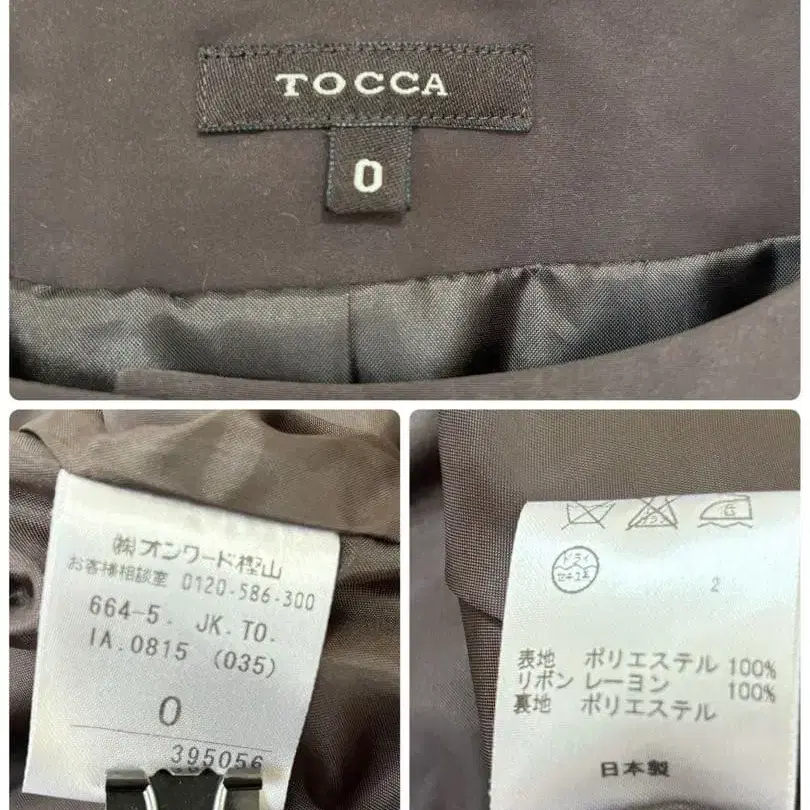 TOCCA
0
㈱オンワード樫山
お客様相談室 0120-586-300
664-5. JK.TO.
IA.0815 (035)
0
395056
ドライ
セキユ系
2
表地 ポリエステル 100%
リボン レーヨン 100%
裏地 ポリエステル
日本製